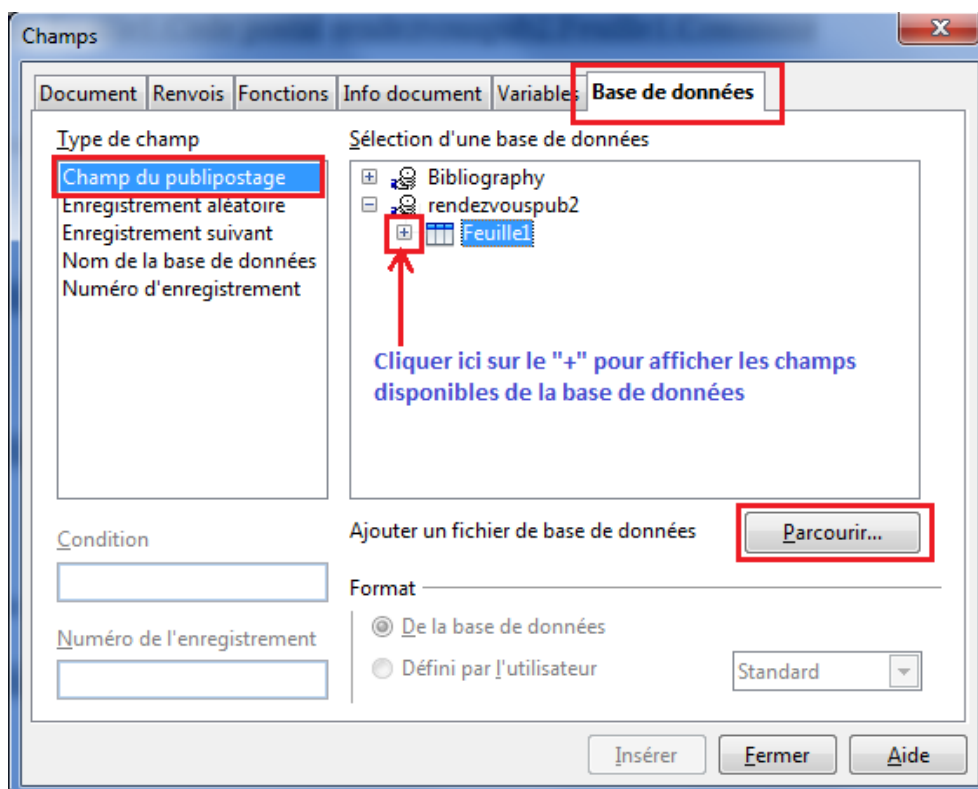 Champs
Document Renvois Fonctions Info document Variables Base de données
Type de champ
Champ du publipostage
Enregistrement aléatoire
Enregistrement suivant
Nom de la base de données
Numéro d'enregistrement
Sélection d'une base de données
Bibliography
rendezvouspub2
Feuille1
Cliquer ici sur le "+" pour afficher les champs
disponibles de la base de données
Condition
Numéro de l'enregistrement
Ajouter un fichier de base de données
Parcourir...
Format
De la base de données
Défini par l'utilisateur
Standard
Insérer Fermer Aide